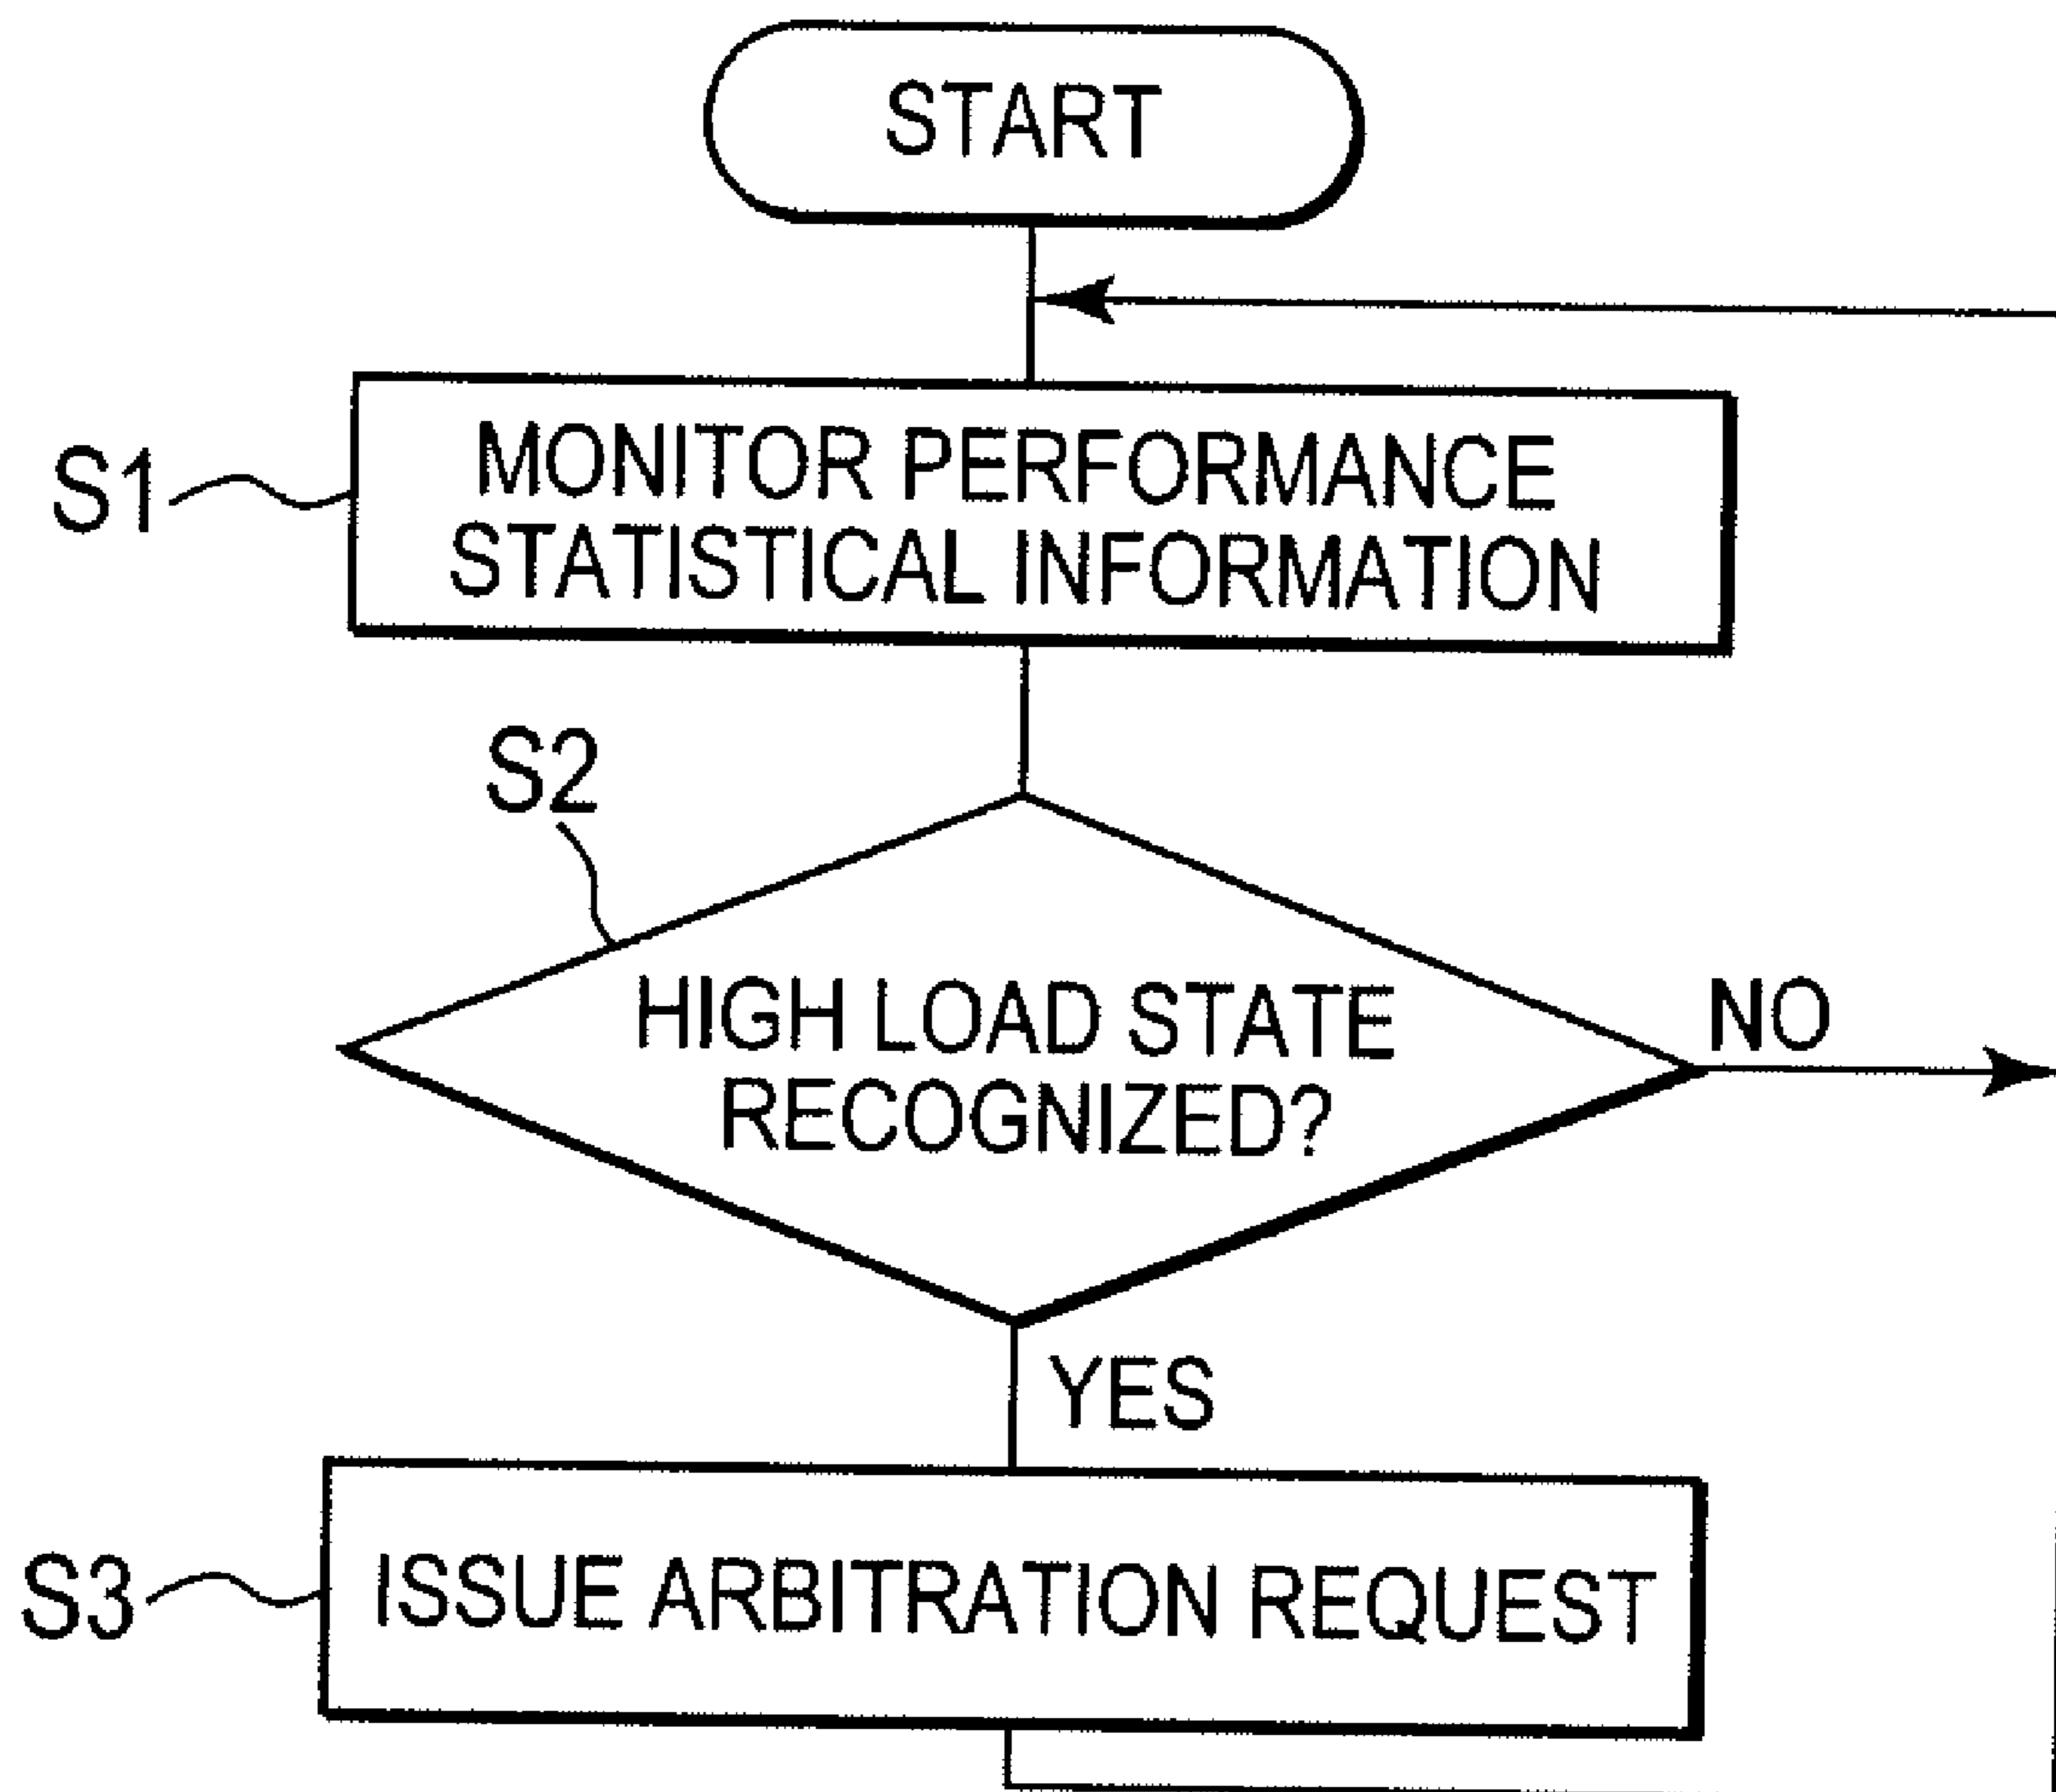 START
S1
MONITOR PERFORMANCE
STATISTICAL INFORMATION
S2
HIGH LOAD STATE
RECOGNIZED?
NO
YES
S3
ISSUE ARBITRATION REQUEST